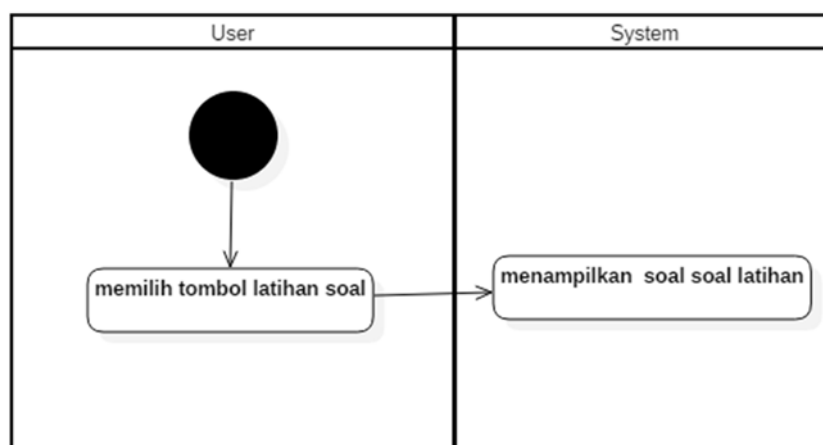 User
System
memilih tombol latihan soal
menampilkan  soal soal latihan